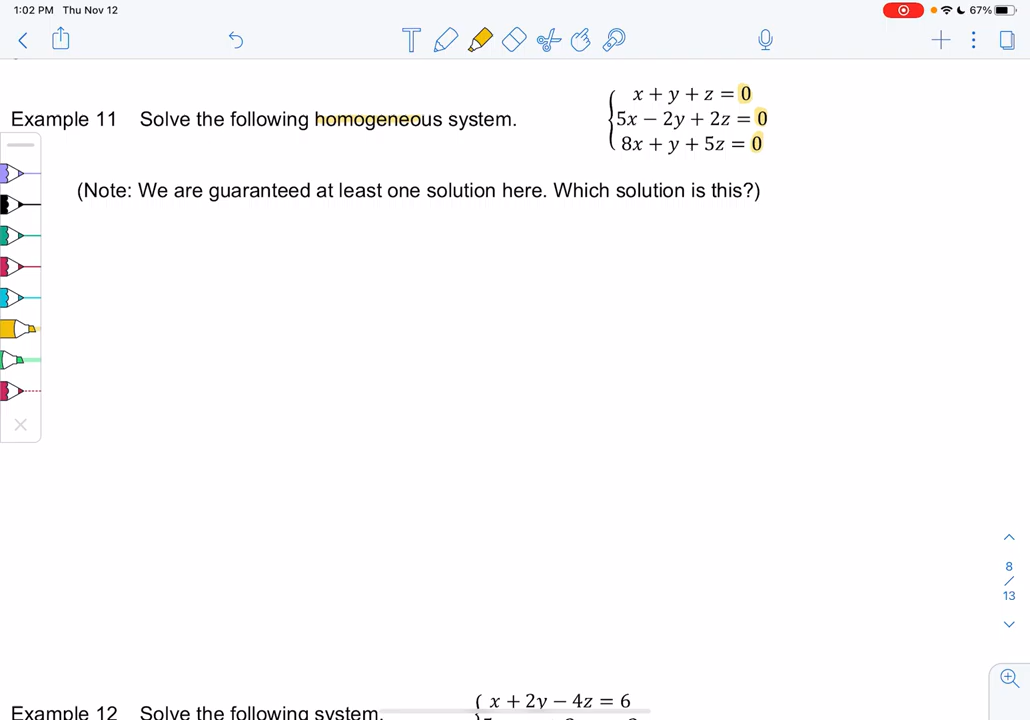 1:02 PM Thu Nov 12
67%
T
x + y + z = 0
Example 11 Solve the following homogeneous system.
5x − 2y + 2z = 0
8x + y + 5z = 0
(Note: We are guaranteed at least one solution here. Which solution is this?)
8
/
13
x + 2y − 4z = 6
Example 12 Solve the following system.